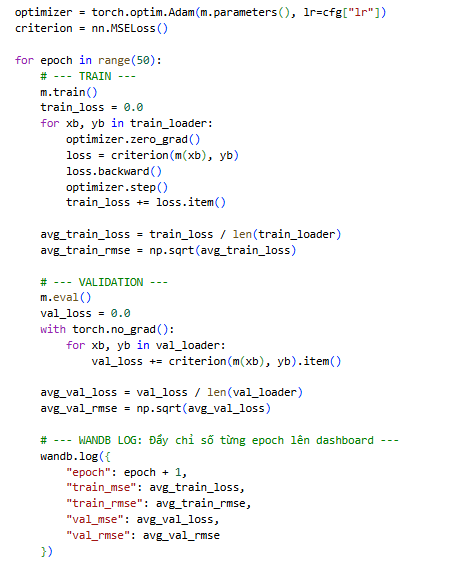 optimizer = torch.optim.Adam(m.parameters(), lr=cfg["lr"])
criterion = nn.MSELoss()

for epoch in range(50):
    # --- TRAIN ---
    m.train()
    train_loss = 0.0
    for xb, yb in train_loader:
        optimizer.zero_grad()
        loss = criterion(m(xb), yb)
        loss.backward()
        optimizer.step()
        train_loss += loss.item()

    avg_train_loss = train_loss / len(train_loader)
    avg_train_rmse = np.sqrt(avg_train_loss)

    # --- VALIDATION ---
    m.eval()
    val_loss = 0.0
    with torch.no_grad():
        for xb, yb in val_loader:
            val_loss += criterion(m(xb), yb).item()

    avg_val_loss = val_loss / len(val_loader)
    avg_val_rmse = np.sqrt(avg_val_loss)

    # --- WANDB LOG: Đẩy chỉ số từng epoch lên dashboard ---
    wandb.log({
        "epoch": epoch + 1,
        "train_mse": avg_train_loss,
        "train_rmse": avg_train_rmse,
        "val_mse": avg_val_loss,
        "val_rmse": avg_val_rmse
    })